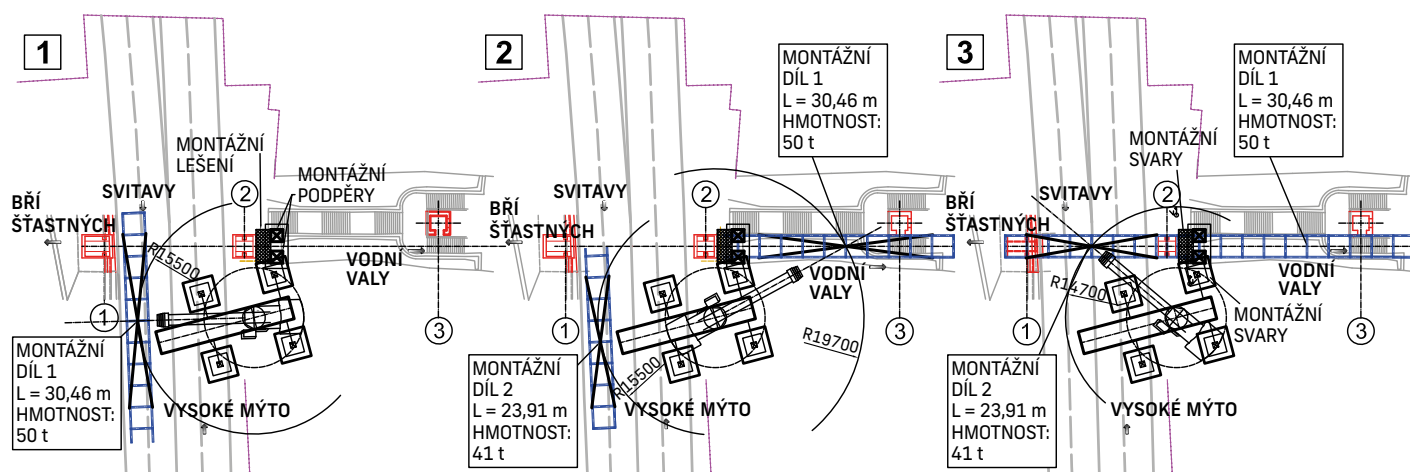 1
MONTÁŽNÍ
LEŠENÍ
MONTÁŽNÍ
PODPĚRY
SVITAVY
2
BŘÍ
ŠŤASTNÝCH
R15500
VODNÍ
VALY
1
3
MONTÁŽNÍ
DÍL 1
L = 30,46 m
HMOTNOST:
50 t
VYSOKÉ MÝTO
2
MONTÁŽNÍ
DÍL 1
L = 30,46 m
HMOTNOST:
50 t
SVITAVY
2
BŘÍ
ŠŤASTNÝCH
VODNÍ
VALY
1
3
R19700
R15500
MONTÁŽNÍ
DÍL 2
L = 23,91 m
HMOTNOST:
41 t
VYSOKÉ MÝTO
3
MONTÁŽNÍ
DÍL 1
L = 30,46 m
HMOTNOST:
50 t
MONTÁŽNÍ
SVARY
SVITAVY
2
BŘÍ
ŠŤASTNÝCH
VODNÍ
VALY
R14700
MONTÁŽNÍ
SVARY
1
3
MONTÁŽNÍ
DÍL 2
L = 23,91 m
HMOTNOST:
41 t
VYSOKÉ MÝTO